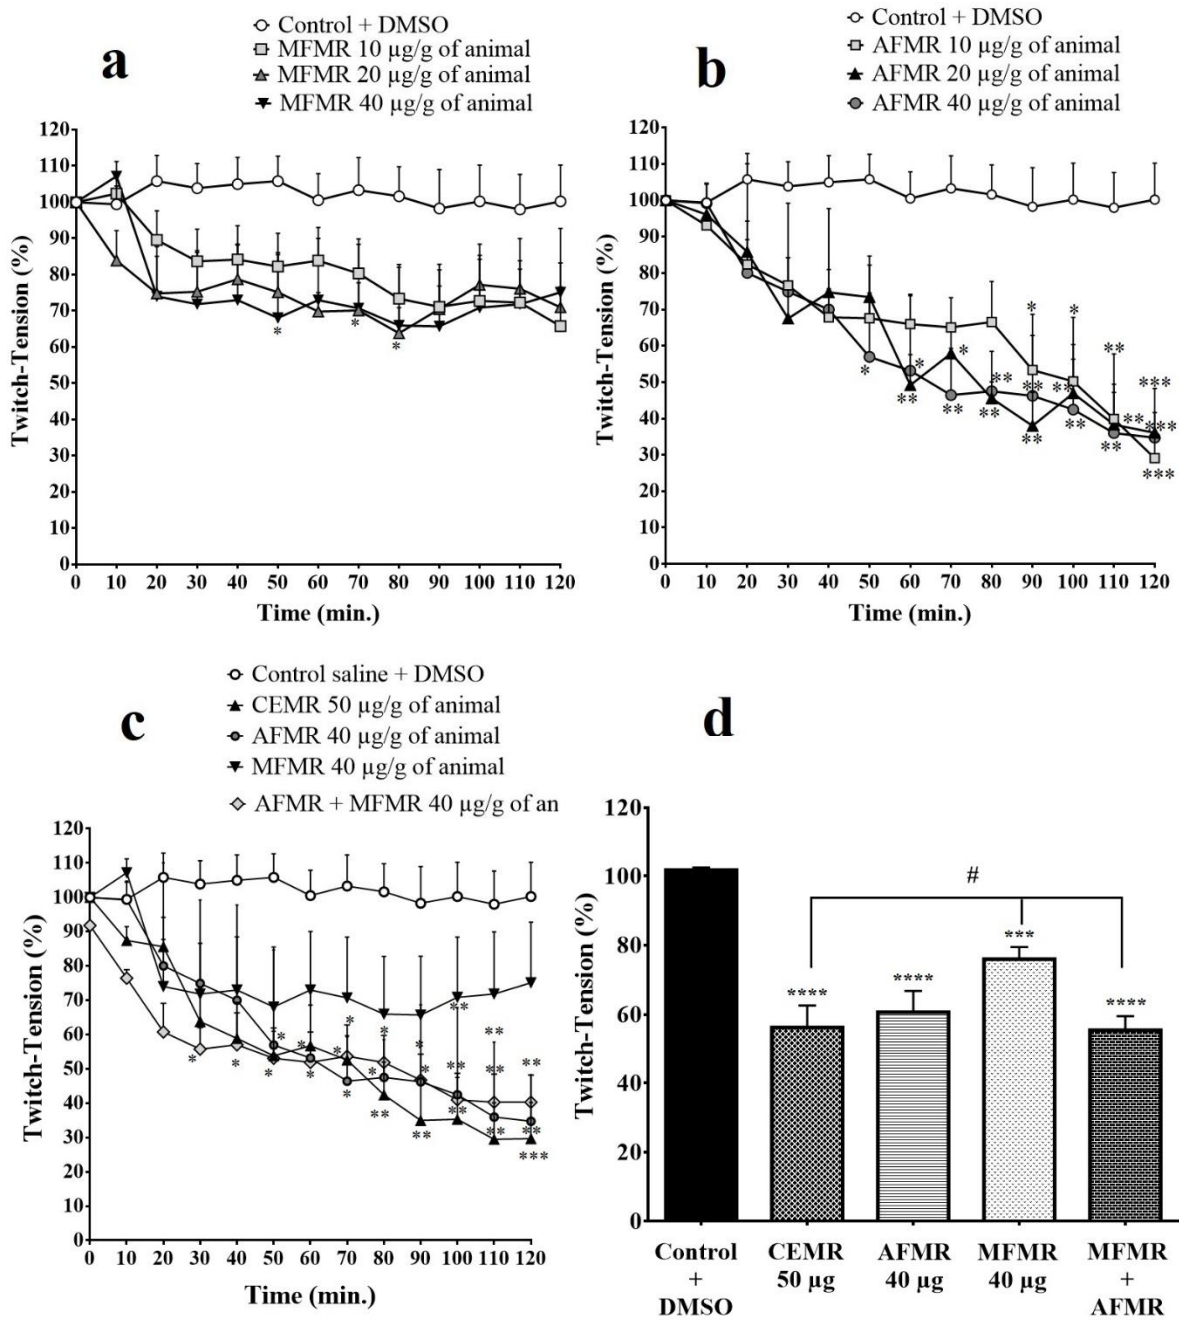 a
Control + DMSO
MFMR 10 µg/g of animal
MFMR 20 µg/g of animal
MFMR 40 µg/g of animal
Twitch-Tension (%)
120
110
100
90
80
70
60
50
40
30
20
10
0
* * *
0 10 20 30 40 50 60 70 80 90 100 110 120
Time (min.)
b
Control + DMSO
AFMR 10 µg/g of animal
AFMR 20 µg/g of animal
AFMR 40 µg/g of animal
Twitch-Tension (%)
120
110
100
90
80
70
60
50
40
30
20
10
0
* *
** ***
* * ** ** **
* ** ** ** ** ** ** ** ***
***
0 10 20 30 40 50 60 70 80 90 100 110 120
Time (min.)
c
Control saline + DMSO
CEMR 50 µg/g of animal
AFMR 40 µg/g of animal
MFMR 40 µg/g of animal
AFMR + MFMR 40 µg/g of an
Twitch-Tension (%)
120
110
100
90
80
70
60
50
40
30
20
10
0
* * * ** **
* * * * * ** ** **
* * * * *
** ** ** ** **
***
0 10 20 30 40 50 60 70 80 90 100 110 120
Time (min.)
d
Twitch-Tension (%)
120
100
80
60
40
20
0
#
**** **** *** ****
Control
+
DMSO
CEMR
50 µg
AFMR
40 µg
MFMR
40 µg
MFMR
+
AFMR